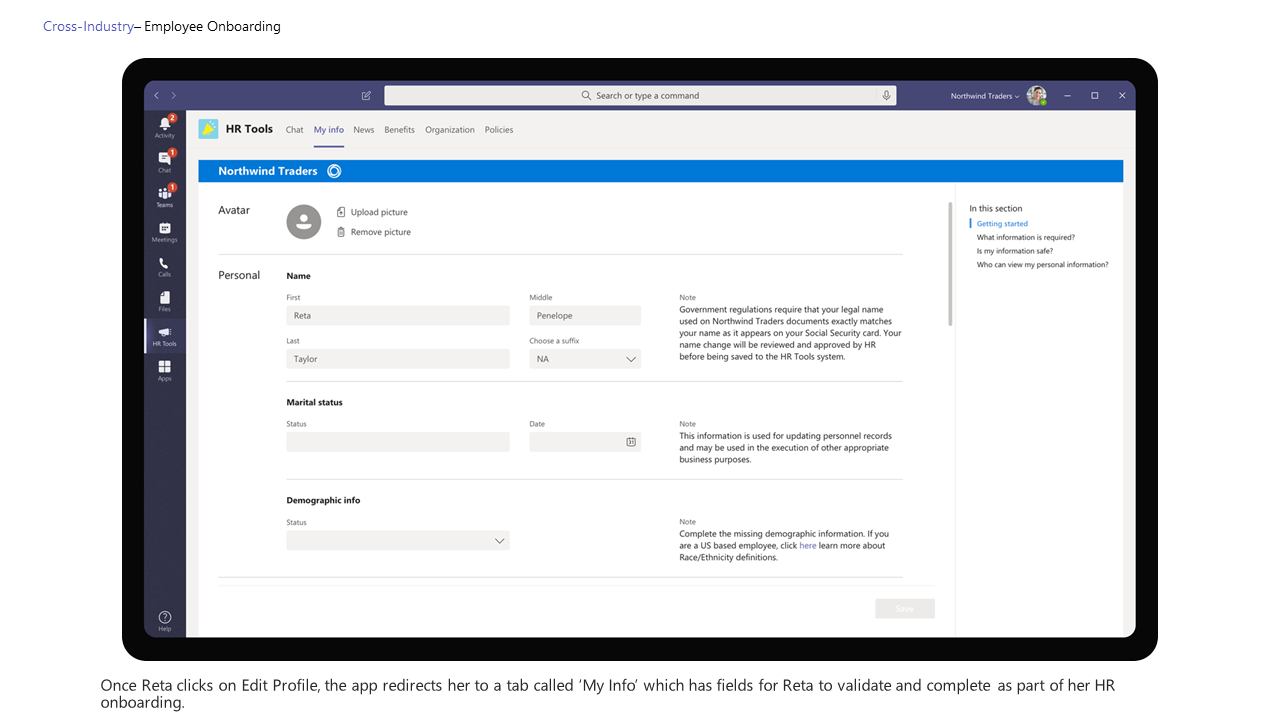 Cross-Industry– Employee Onboarding
Search or type a command
Northwind Traders
HR Tools
Chat
My info
News
Benefits
Organization
Policies
2
Activity
1
Chat
1
Teams
Meetings
Calls
Files
HR Tools
Apps
Help
Northwind Traders
Avatar
Upload picture
Remove picture
Personal
Name
First
Reta
Middle
Penelope
Last
Taylor
Choose a suffix
NA
Note
Government regulations require that your legal name
used on Northwind Traders documents exactly matches
your name as it appears on your Social Security card. Your
name change will be reviewed and approved by HR
before being saved to the HR Tools system.
Marital status
Status
Date
31
Note
This information is used for updating personnel records
and may be used in the execution of other appropriate
business purposes.
Demographic info
Status
Note
Complete the missing demographic information. If you
are a US based employee, click here learn more about
Race/Ethnicity definitions.
Save
In this section
Getting started
What information is required?
Is my information safe?
Who can view my personal information?
Once Reta clicks on Edit Profile, the app redirects her to a tab called ‘My Info’ which has fields for Reta to validate and complete as part of her HR
onboarding.